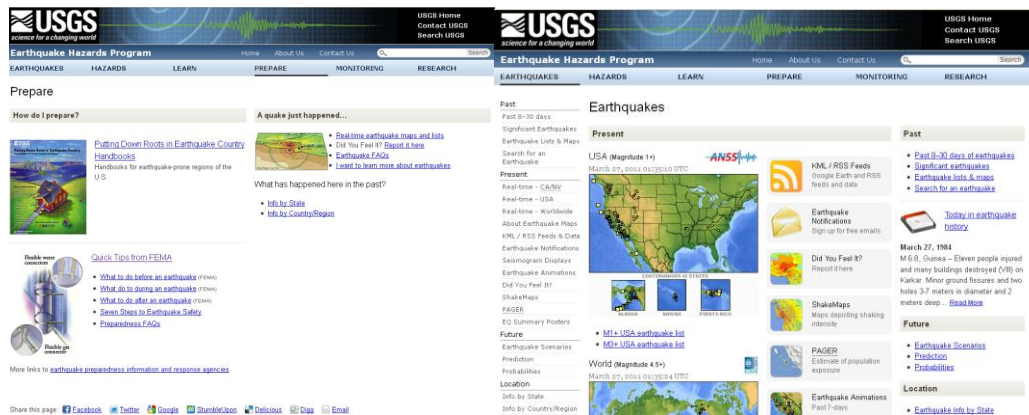 USGS
science for a changing world
USGS Home
Contact USGS
Search USGS
Earthquake Hazards Program
Home About Us Contact Us Search
EARTHQUAKES HAZARDS LEARN PREPARE MONITORING RESEARCH
Prepare
How do I prepare?
Putting Down Roots in Earthquake Country
Handbooks
Handbooks for earthquake-prone regions of the
U.S.
Flexible water
connector
Flexible gas
connector
Quick Tips from FEMA
What to do before an earthquake (FEMA)
What to do during an earthquake (FEMA)
What to do after an earthquake (FEMA)
Seven Steps to Earthquake Safety
Preparedness FAQs
More links to earthquake preparedness information and response agencies
A quake just happened...
Real-time earthquake maps and lists
Did You Feel It? Report it here.
Earthquake FAQs
I want to learn more about earthquakes
What has happened here in the past?
Info by State
Info by Country/Region
Share this page: Facebook Twitter Google StumbleUpon Delicious Digg Email
USGS
science for a changing world
USGS Home
Contact USGS
Search USGS
Earthquake Hazards Program
Home About Us Contact Us Search
EARTHQUAKES HAZARDS LEARN PREPARE MONITORING RESEARCH
Past
Past 8-30 days
Significant Earthquakes
Earthquake Lists & Maps
Search for an
Earthquake
Present
Real-time - CA/NV
Real-time - USA
Real-time - Worldwide
About Earthquake Maps
KML / RSS Feeds & Data
Earthquake Notifications
Seismogram Displays
Earthquake Animations
Did You Feel It?
ShakeMaps
PAGER
EQ Summary Posters
Future
Earthquake Scenarios
Prediction
Probabilities
Location
Info by State
Info by Country/Region
Earthquakes
Present
USA (Magnitude 1+)
ANSS
March 27, 2011 01:35:10 UTC
CONTERMINOUS 48 STATES
ALASKA HAWAII PUERTO RICO
M1+ USA earthquake list
M3+ USA earthquake list
World (Magnitude 4.5+)
March 27, 2011 01:35:24 UTC
KML / RSS Feeds
Google Earth and RSS
feeds and data
Earthquake
Notifications
Sign up for free emails
Did You Feel It?
Report it here.
ShakeMaps
Maps depicting shaking
intensity
PAGER
Estimate of population
exposure
Earthquake Animations
Past 7-days
Past
Past 8-30 days of earthquakes
Significant earthquakes
Earthquake lists & maps
Search for an earthquake
Today in earthquake
history
March 27, 1984
M 6.8, Guinea – Eleven people injured
and many buildings destroyed (VIII) on
Karkar. Minor ground fissures and two
holes 3-7 meters in diameter and 2
meters deep... Read More
Future
Earthquake Scenarios
Prediction
Probabilities
Location
Earthquake Info by State